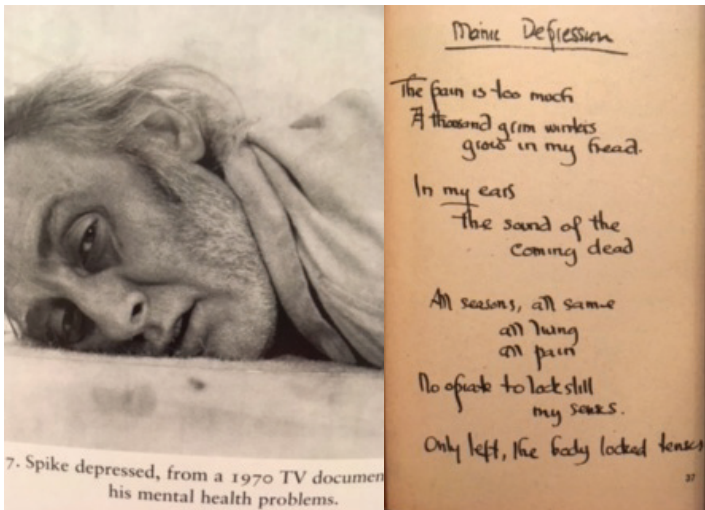 7. Spike depressed, from a 1970 TV documen
his mental health problems.
Manic Depression
The pain is too much
A thousand grim winters
grow in my head.
In my ears
The sound of the
coming dead
All seasons, all same
all living
all pain
No opiate to lock still
my senses.
Only left, the body locked tenses
37